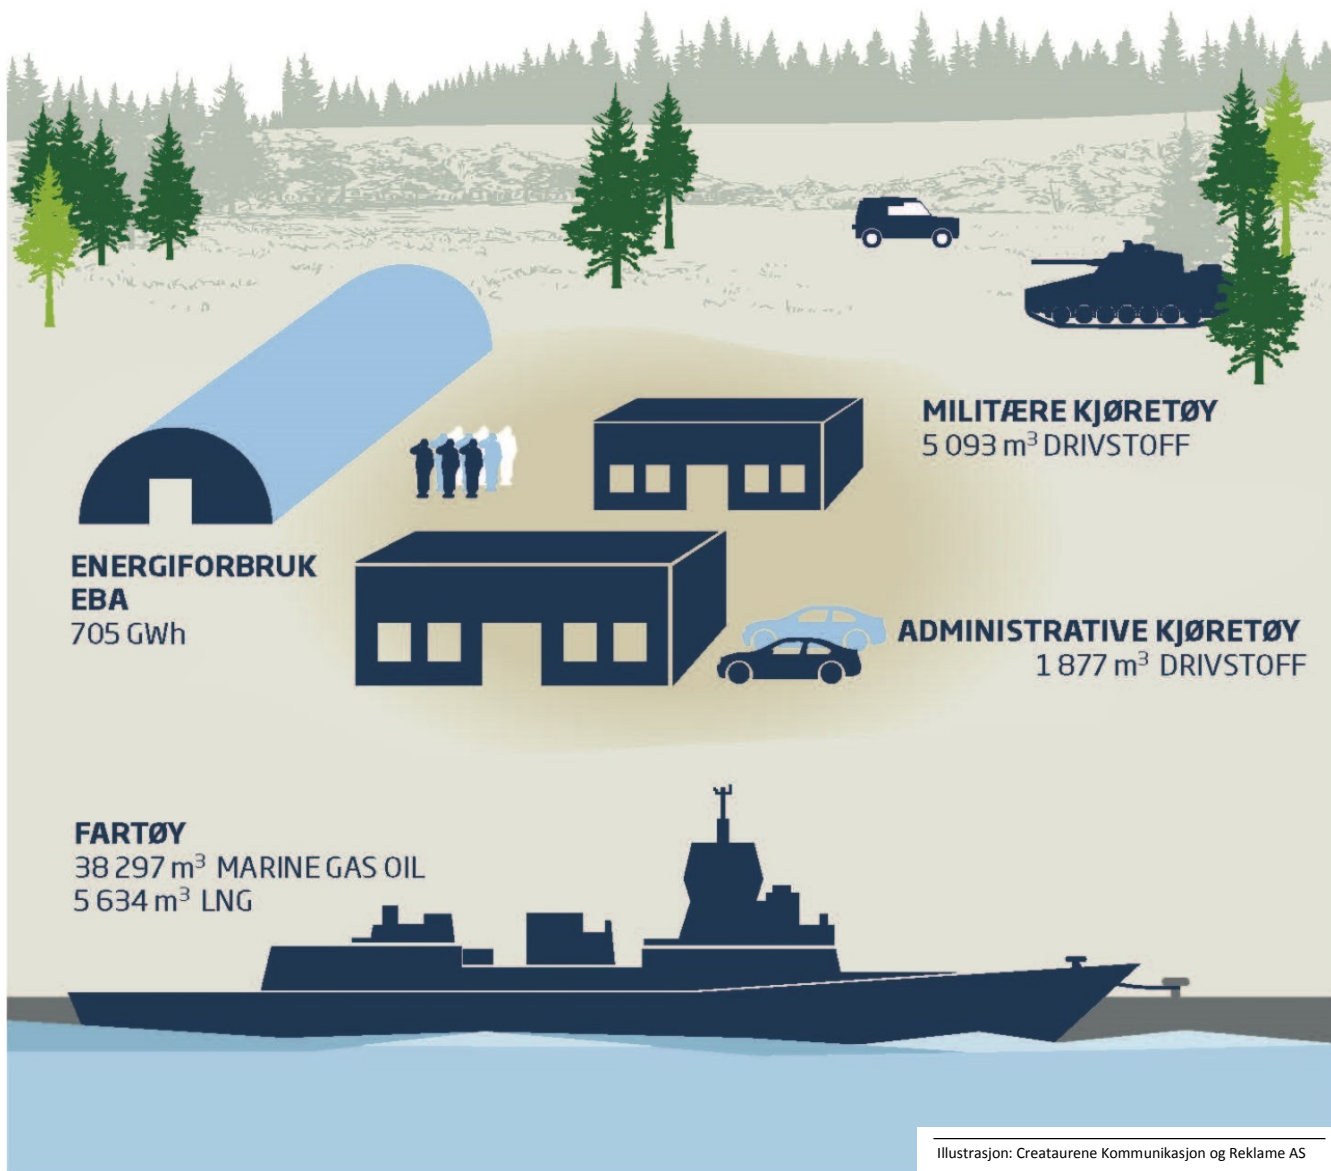 MILITÆRE KJØRETØY
5 093 m³ DRIVSTOFF
ENERGIFORBRUK
EBA
705 GWh
ADMINISTRATIVE KJØRETØY
1 877 m³ DRIVSTOFF
FARTØY
38 297 m³ MARINE GAS OIL
5 634 m³ LNG
Illustrasjon: Creataurene Kommunikasjon og Reklame AS